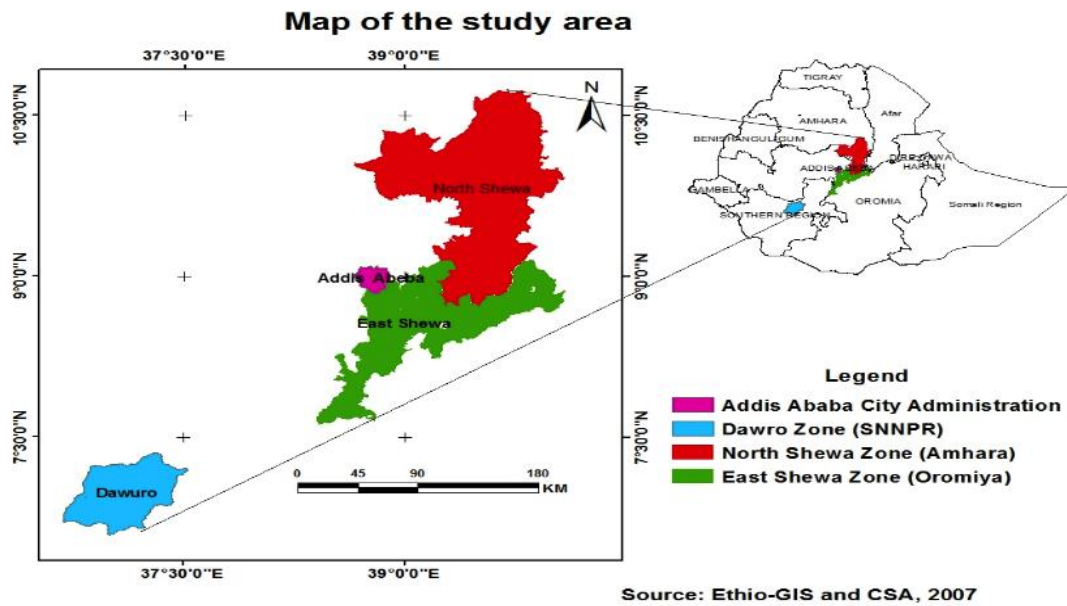 Map of the study area
37°30'0"E
39°0'0"E
N
10°30'0"N
10°30'0"N
North Shewa
Addis Abeba
9°0'0"N
9°0'0"N
East Shewa
7°30'0"N
7°30'0"N
Dawuro
0 45 90 180
KM
37°30'0"E
39°0'0"E
TIGRAY
AMHARA
Afar
BENISHANGULIGUM
DIREDAWA
HARARI
ADDIS ABEBA
GAMBELLA
OROMIA
SOUTHERN REGION
Somali Region
Legend
Addis Ababa City Administration
Dawro Zone (SNNPR)
North Shewa Zone (Amhara)
East Shewa Zone (Oromiya)
Source: Ethio-GIS and CSA, 2007